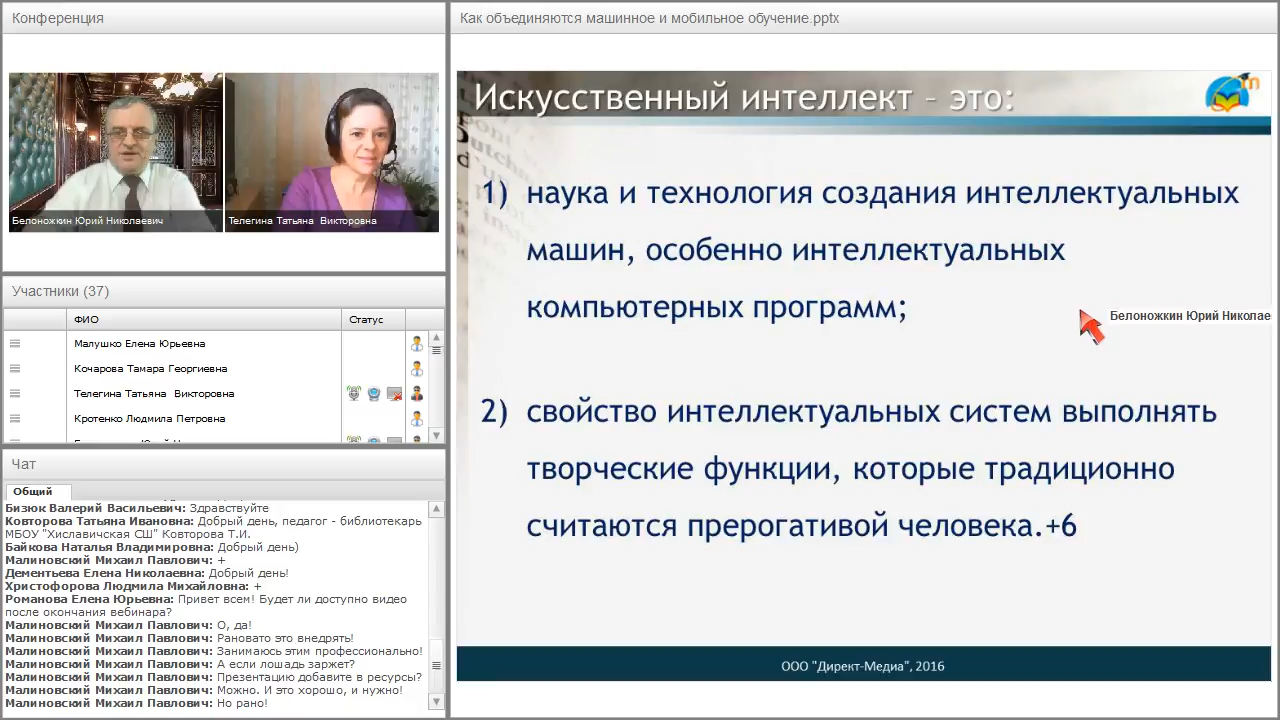 Конференция
Белоножкин Юрий Николаевич
Телегина Татьяна Викторовна
Участники (37)
ФИО
Статус
Малушко Елена Юрьевна
Кочарова Тамара Георгиевна
Телегина Татьяна Викторовна
Кротенко Людмила Петровна
Чат
Общий
Бизюк Валерий Васильевич: Здравствуйте
Ковторова Татьяна Ивановна: Добрый день, педагог - библиотекарь
МБОУ "Хиславичская СШ" Ковторова Т.И.
Байкова Наталья Владимировна: Добрый день)
Малиновский Михаил Павлович: +
Дементьева Елена Николаевна: Добрый день!
Христофорова Людмила Михайловна: +
Романова Елена Юрьевна: Привет всем! Будет ли доступно видео
после окончания вебинара?
Малиновский Михаил Павлович: О, да!
Малиновский Михаил Павлович: Рановато это внедрять!
Малиновский Михаил Павлович: Занимаюсь этим профессионально!
Малиновский Михаил Павлович: А если лошадь заржет?
Малиновский Михаил Павлович: Презентацию добавите в ресурсы?
Малиновский Михаил Павлович: Можно. И это хорошо, и нужно!
Малиновский Михаил Павлович: Но рано!
Как объединяются машинное и мобильное обучение.pptx
Искусственный интеллект – это:
1) наука и технология создания интеллектуальных
машин, особенно интеллектуальных
компьютерных программ;
Белоножкин Юрий Николае
2) свойство интеллектуальных систем выполнять
творческие функции, которые традиционно
считаются прерогативой человека.+6
ООО "Директ-Медиа", 2016